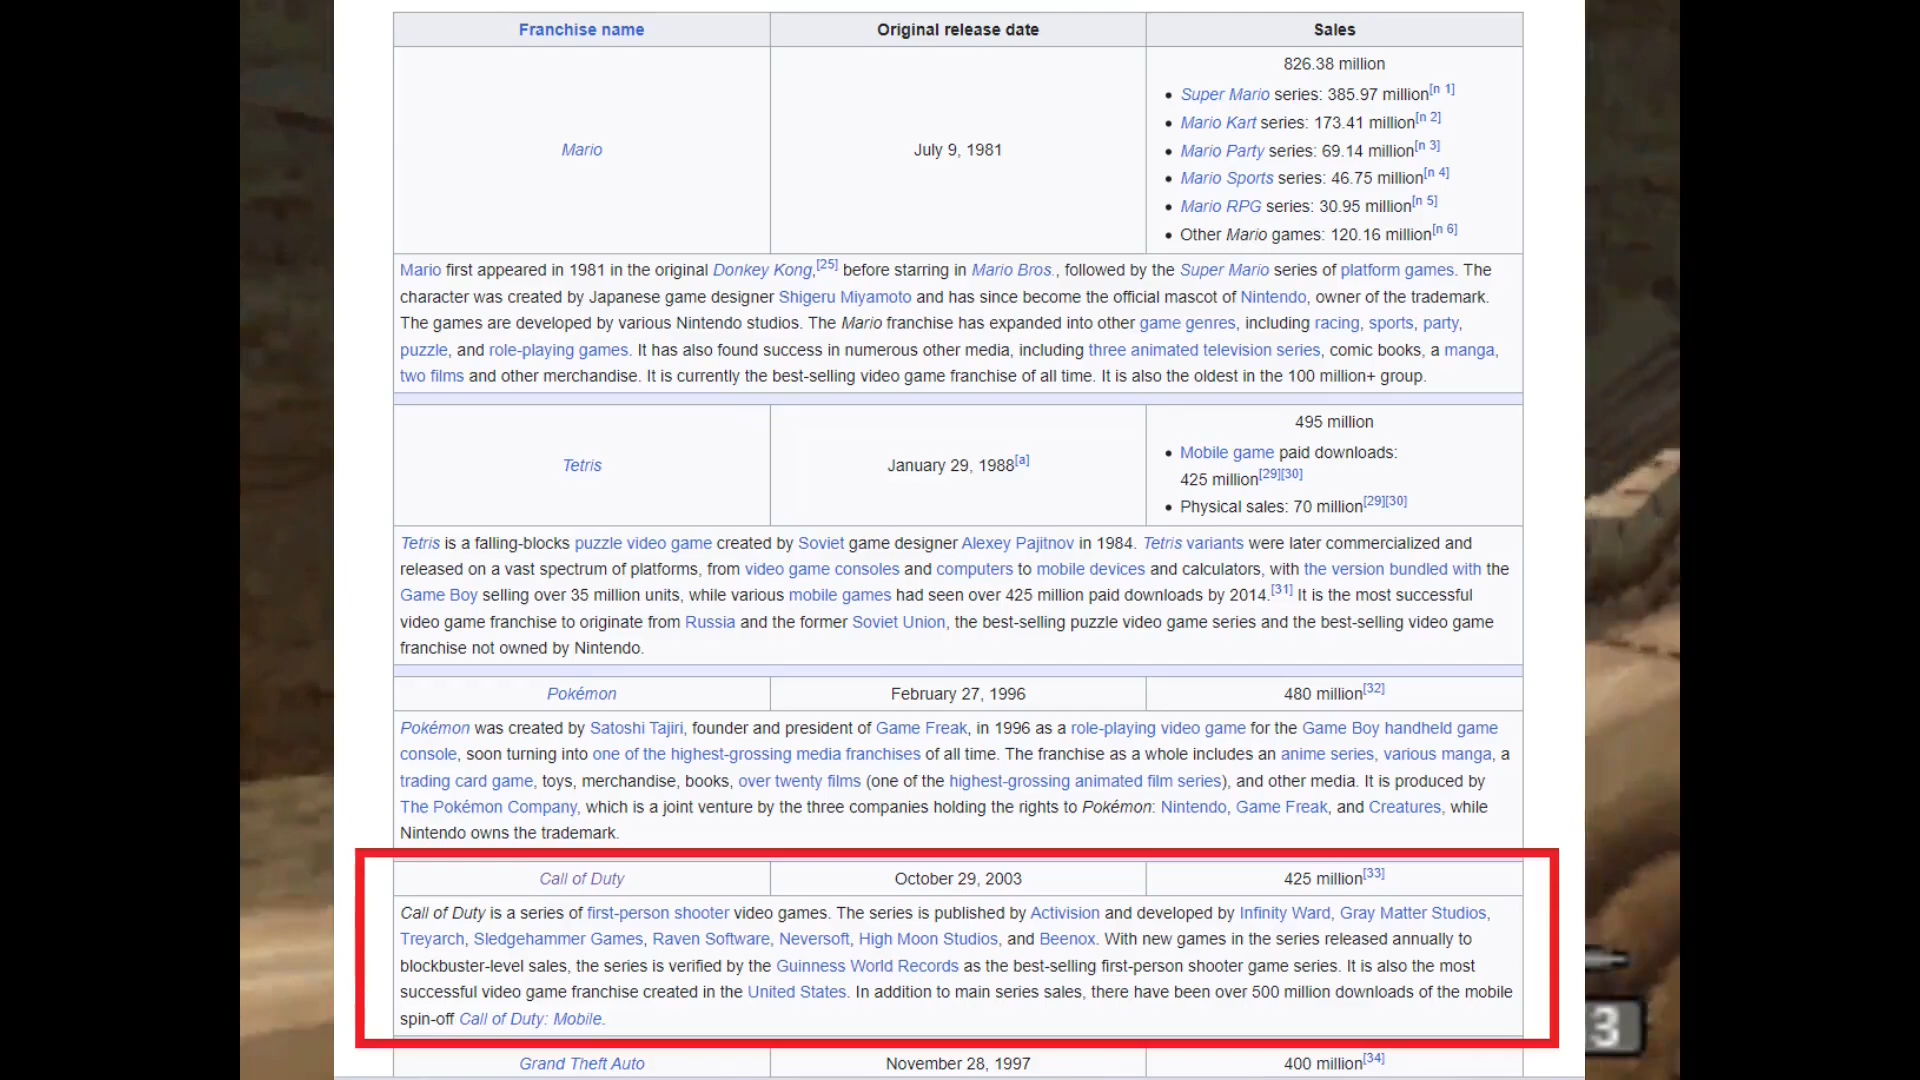 Franchise name Original release date Sales
826.38 million
Super Mario series: 385.97 million[n 1]
Mario Kart series: 173.41 million[n 2]
Mario Party series: 69.14 million[n 3]
Mario July 9, 1981
Mario Sports series: 46.75 million[n 4]
Mario RPG series: 30.95 million[n 5]
Other Mario games: 120.16 million[n 6]
Mario first appeared in 1981 in the original Donkey Kong,[25] before starring in Mario Bros., followed by the Super Mario series of platform games. The
character was created by Japanese game designer Shigeru Miyamoto and has since become the official mascot of Nintendo, owner of the trademark.
The games are developed by various Nintendo studios. The Mario franchise has expanded into other game genres, including racing, sports, party,
puzzle, and role-playing games. It has also found success in numerous other media, including three animated television series, comic books, a manga,
two films and other merchandise. It is currently the best-selling video game franchise of all time. It is also the oldest in the 100 million+ group.
495 million
Mobile game paid downloads:
Tetris January 29, 1988[a]
425 million[29][30]
Physical sales: 70 million[29][30]
Tetris is a falling-blocks puzzle video game created by Soviet game designer Alexey Pajitnov in 1984. Tetris variants were later commercialized and
released on a vast spectrum of platforms, from video game consoles and computers to mobile devices and calculators, with the version bundled with the
Game Boy selling over 35 million units, while various mobile games had seen over 425 million paid downloads by 2014.[31] It is the most successful
video game franchise to originate from Russia and the former Soviet Union, the best-selling puzzle video game series and the best-selling video game
franchise not owned by Nintendo.
Pokémon February 27, 1996 480 million[32]
Pokémon was created by Satoshi Tajiri, founder and president of Game Freak, in 1996 as a role-playing video game for the Game Boy handheld game
console, soon turning into one of the highest-grossing media franchises of all time. The franchise as a whole includes an anime series, various manga, a
trading card game, toys, merchandise, books, over twenty films (one of the highest-grossing animated film series), and other media. It is produced by
The Pokémon Company, which is a joint venture by the three companies holding the rights to Pokémon: Nintendo, Game Freak, and Creatures, while
Nintendo owns the trademark.
Call of Duty October 29, 2003 425 million[33]
Call of Duty is a series of first-person shooter video games. The series is published by Activision and developed by Infinity Ward, Gray Matter Studios,
Treyarch, Sledgehammer Games, Raven Software, Neversoft, High Moon Studios, and Beenox. With new games in the series released annually to
blockbuster-level sales, the series is verified by the Guinness World Records as the best-selling first-person shooter game series. It is also the most
successful video game franchise created in the United States. In addition to main series sales, there have been over 500 million downloads of the mobile
spin-off Call of Duty: Mobile.
3
Grand Theft Auto November 28, 1997 400 million[34]